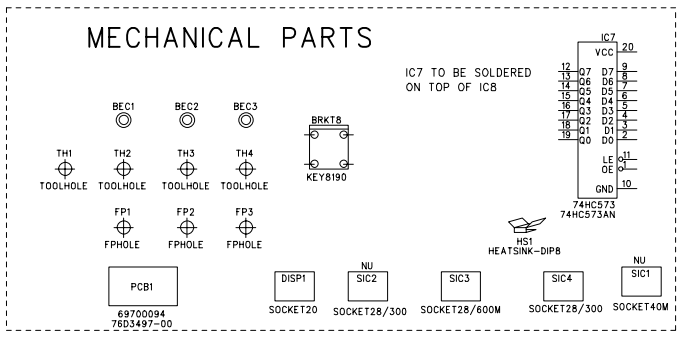 MECHANICAL PARTS
IC7 TO BE SOLDERED
ON TOP OF IC8
IC7
VCC 20
12 Q7 D7 9
13 Q6 D6 8
14 Q5 D5 7
15 Q4 D4 6
16 Q3 D3 5
17 Q2 D2 4
18 Q1 D1 3
19 Q0 D0 2
LE 11
OE 1
GND 10
74HC573
74HC573AN
BEC1 BEC2 BEC3
BRKT8
KEY8190
TH1 TH2 TH3 TH4
TOOLHOLE TOOLHOLE TOOLHOLE TOOLHOLE
FP1 FP2 FP3
FPHOLE FPHOLE FPHOLE
HS1
HEATSINK-DIP8
PCB1
69700094
76D3497-00
DISP1
SOCKET20
NU
SIC2
SOCKET28/300
SIC3
SOCKET28/600M
SIC4
SOCKET28/300
NU
SIC1
SOCKET40M